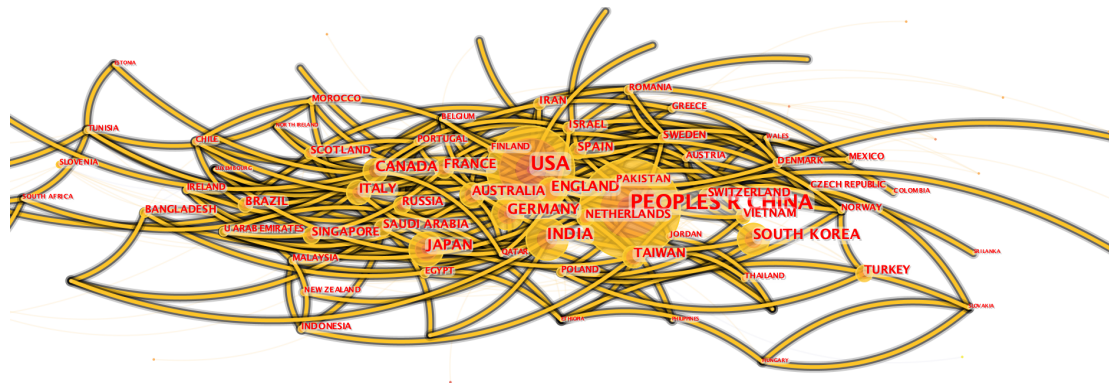 ESTONIA
ROMANIA
MOROCCO
IRAN
GREECE
BELGIUM
NORTH IRELAND
ISRAEL
TUNISIA
SWEDEN
WALES
CHILE
PORTUGAL
FINLAND
SPAIN
SCOTLAND
AUSTRIA
MEXICO
SLOVENIA
USA
DENMARK
CANADA
FRANCE
LUXEMBOURG
PAKISTAN
CZECH REPUBLIC
IRELAND
ITALY
AUSTRALIA
ENGLAND
SWITZERLAND
COLOMBIA
SOUTH AFRICA
BRAZIL
RUSSIA
PEOPLES R CHINA
BANGLADESH
GERMANY
NETHERLANDS
VIETNAM
NORWAY
SAUDI ARABIA
U ARAB EMIRATES
SINGAPORE
INDIA
JORDAN
SOUTH KOREA
JAPAN
QATAR
TAIWAN
SRI LANKA
MALAYSIA
EGYPT
POLAND
THAILAND
TURKEY
NEW ZEALAND
SLOVAKIA
PHILIPPINES
INDONESIA
HUNGARY